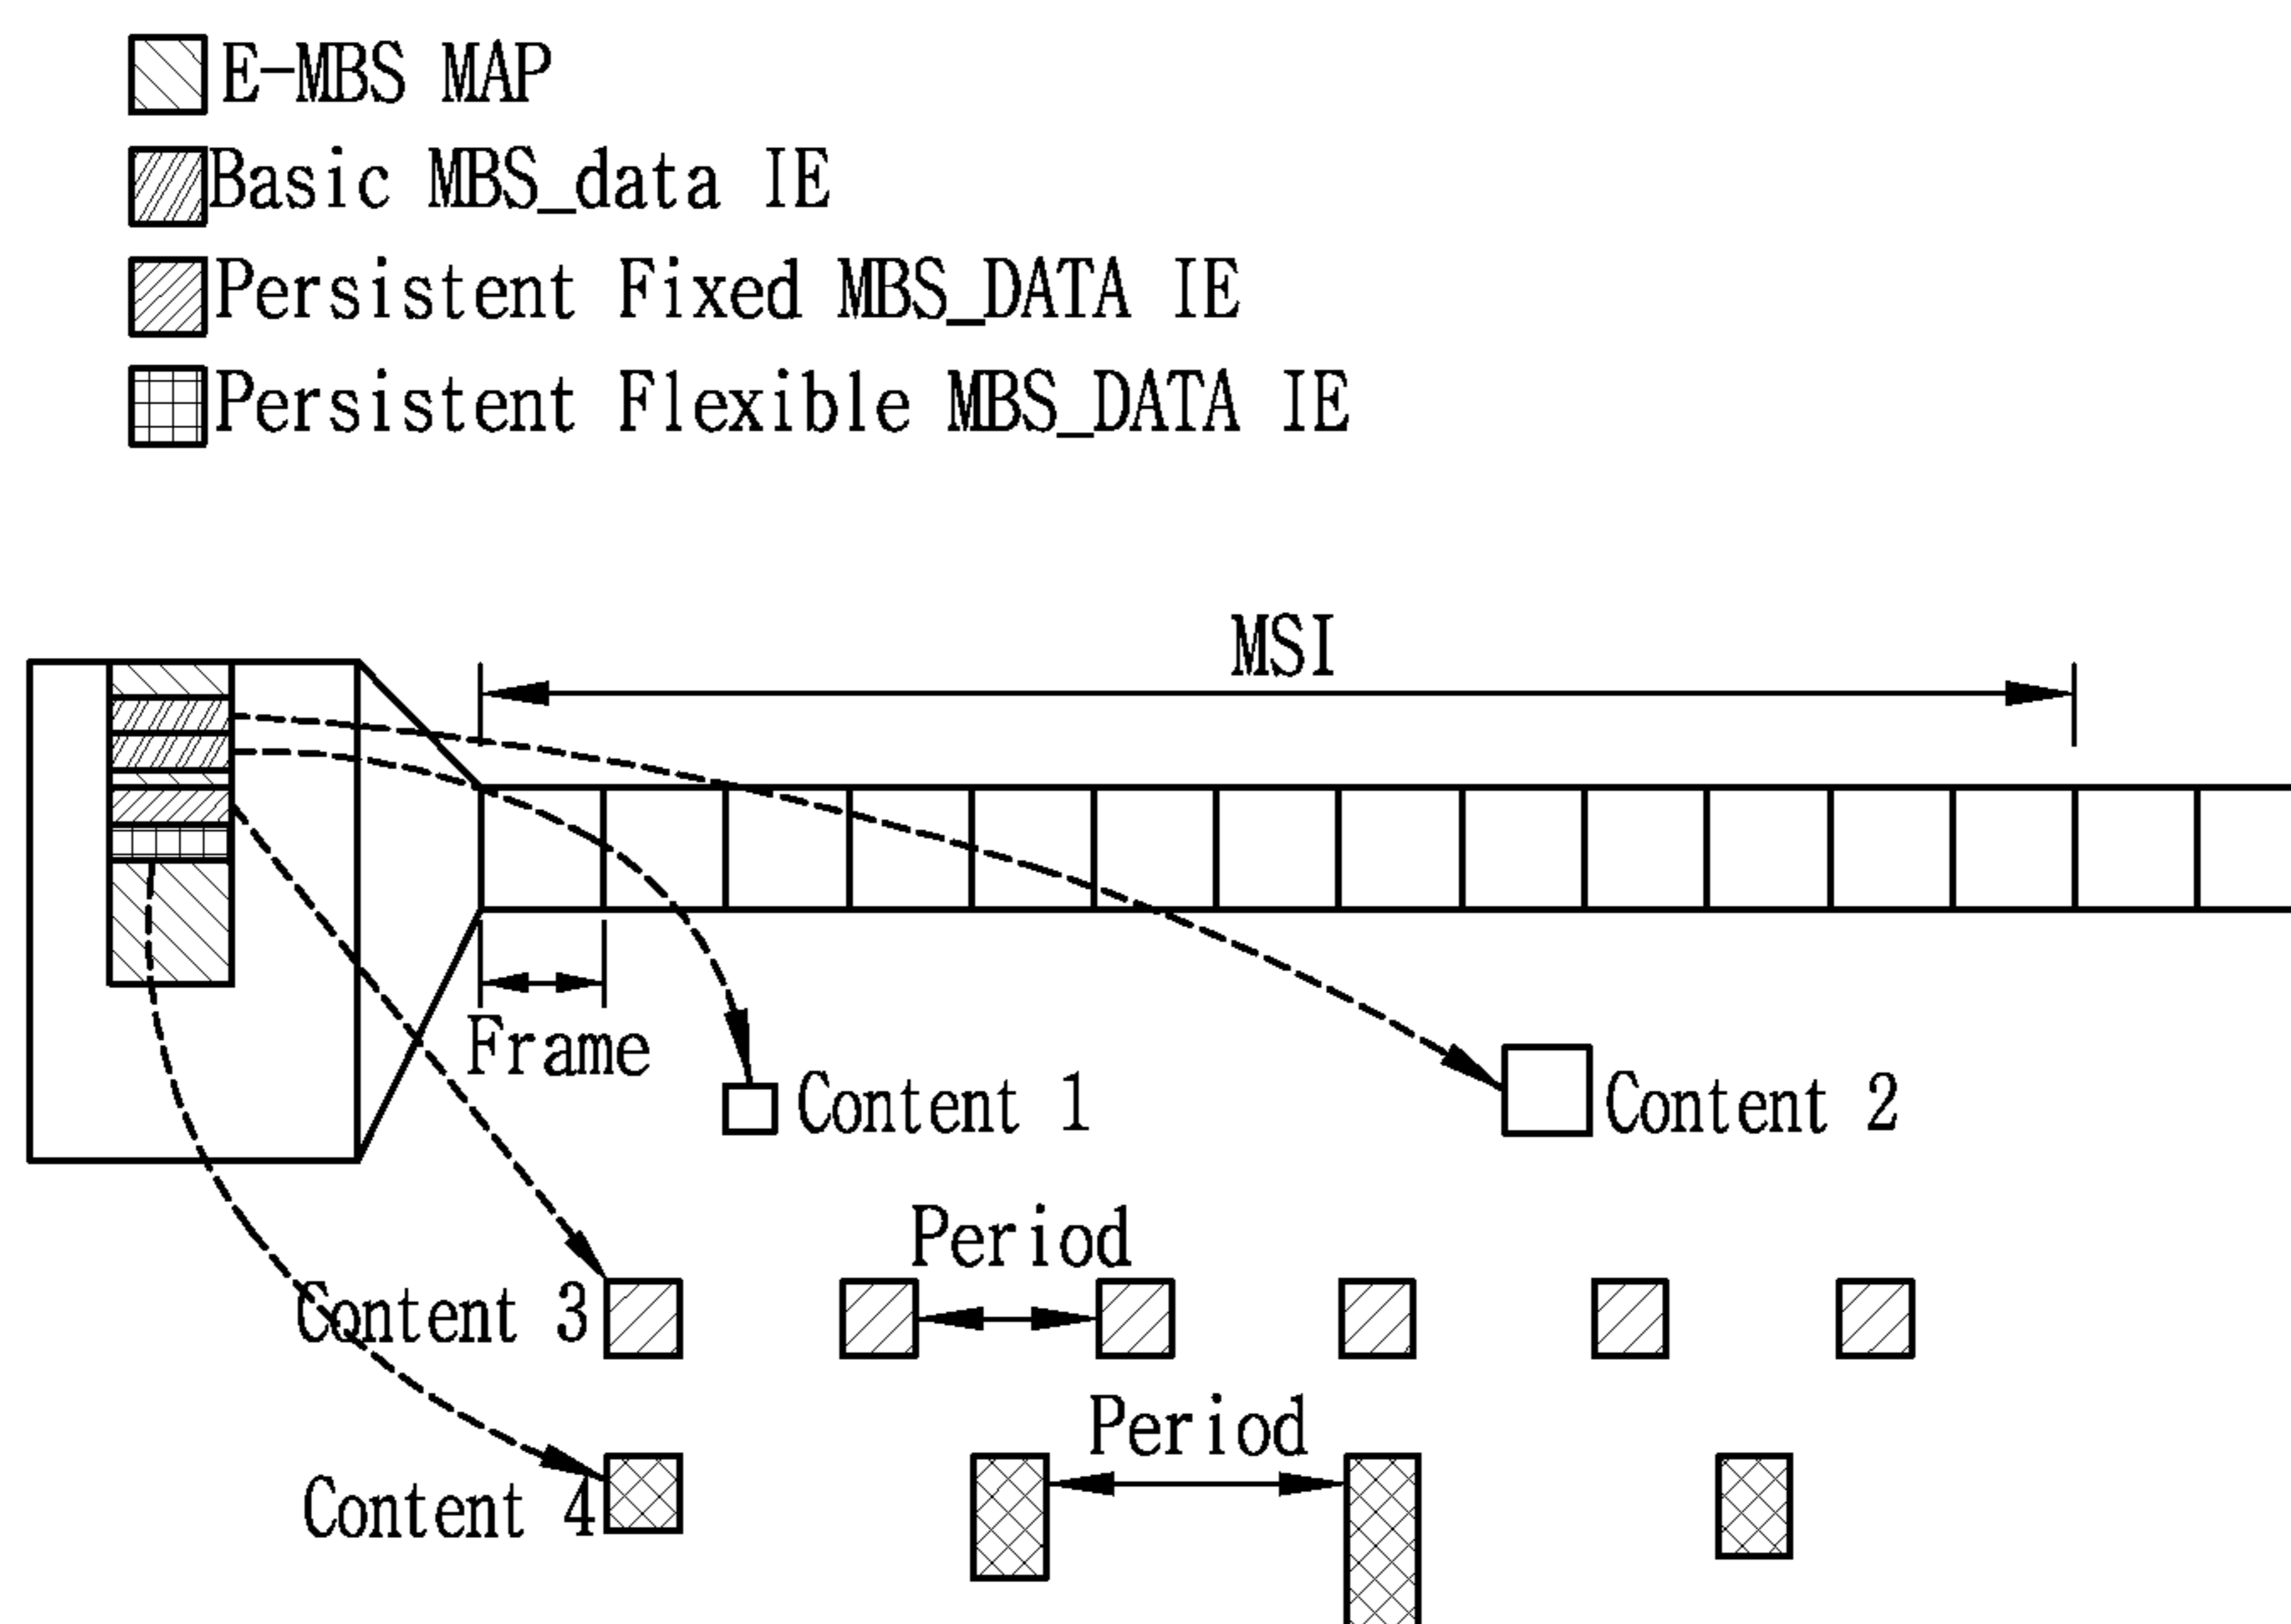 E-MBS MAP
Basic MBS_data IE
Persistent Fixed MBS_DATA IE
Persistent Flexible MBS_DATA IE
MSI
Frame
Content 1
Content 2
Period
Content 3
Period
Content 4